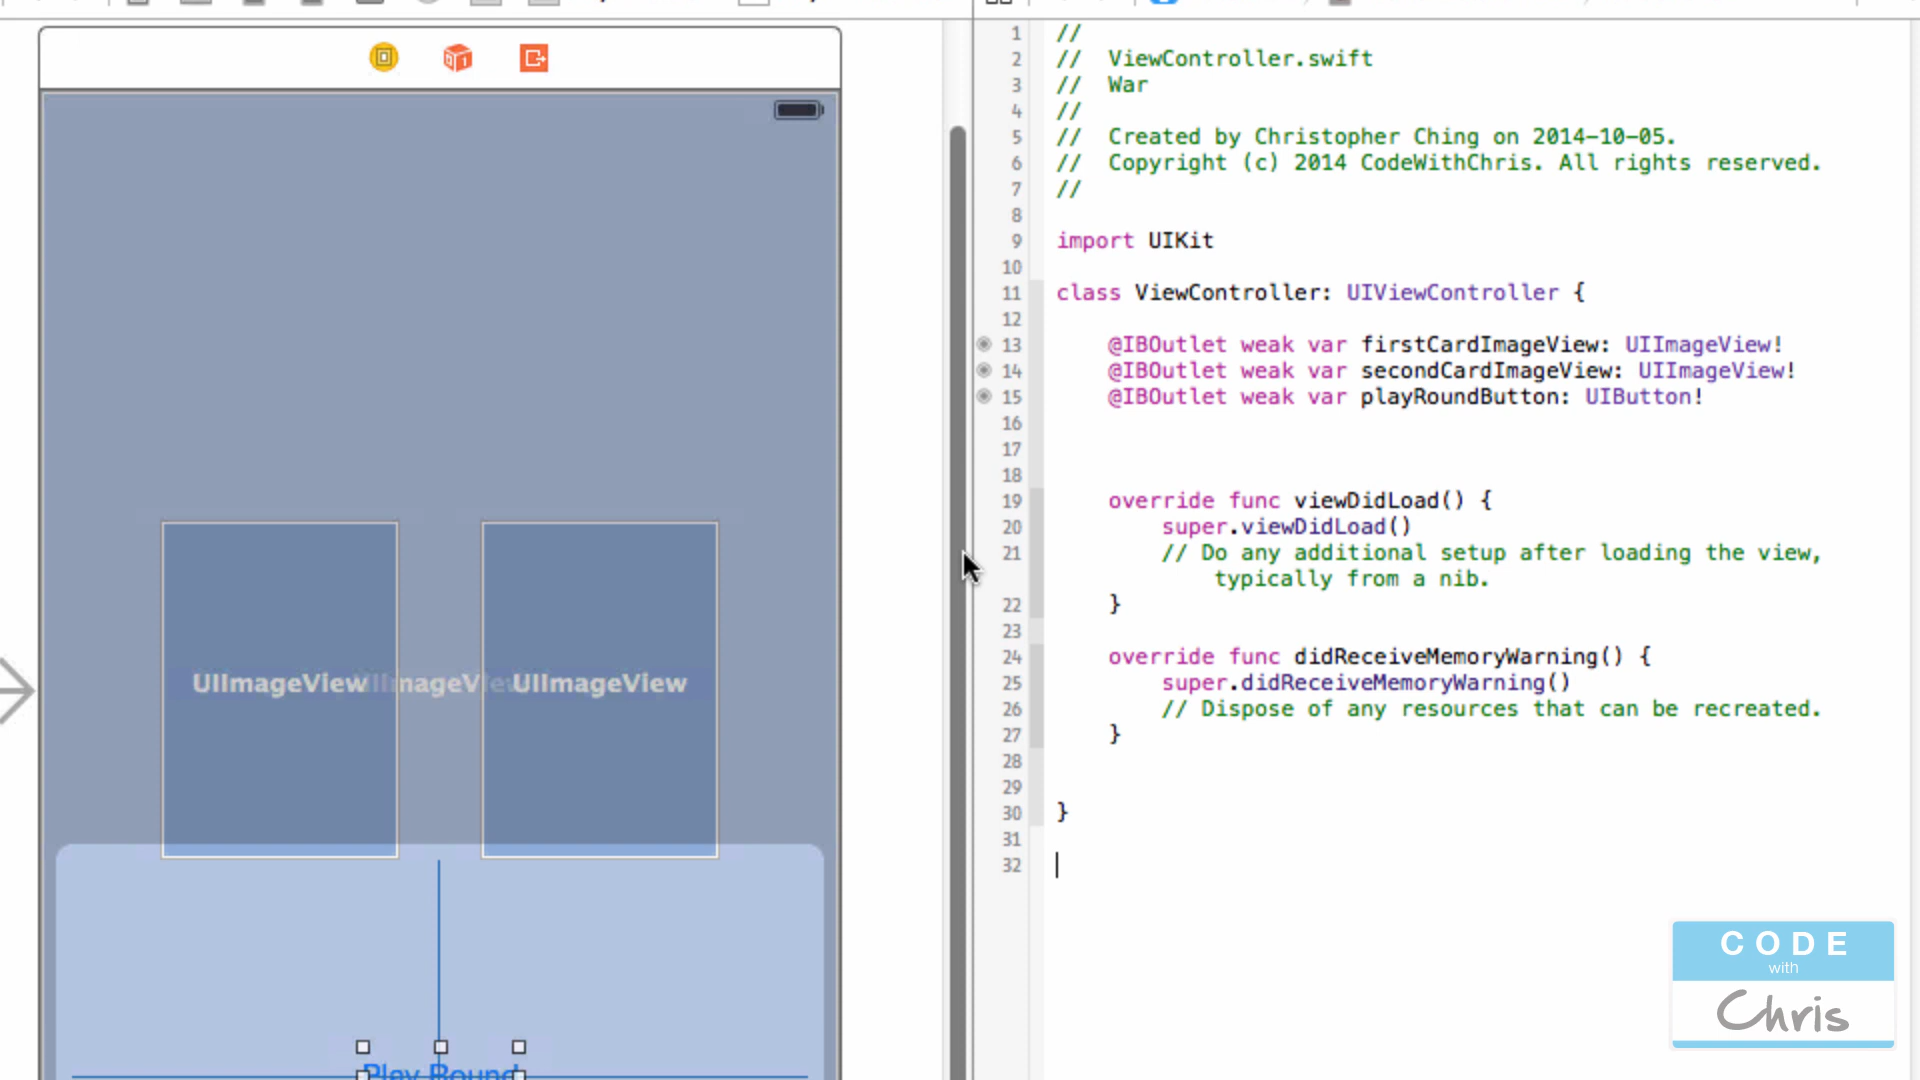 UIImageView
UIImageView
UIImageView
Play Round
1 //
2 //  ViewController.swift
3 //  War
4 //
5 //  Created by Christopher Ching on 2014-10-05.
6 //  Copyright (c) 2014 CodeWithChris. All rights reserved.
7 //
8
9 import UIKit
10
11 class ViewController: UIViewController {
12
13     @IBOutlet weak var firstCardImageView: UIImageView!
14     @IBOutlet weak var secondCardImageView: UIImageView!
15     @IBOutlet weak var playRoundButton: UIButton!
16
17
18
19     override func viewDidLoad() {
20         super.viewDidLoad()
21         // Do any additional setup after loading the view,
typically from a nib.
22     }
23
24     override func didReceiveMemoryWarning() {
25         super.didReceiveMemoryWarning()
26         // Dispose of any resources that can be recreated.
27     }
28
29
30 }
31
32
CODE
with
Chris